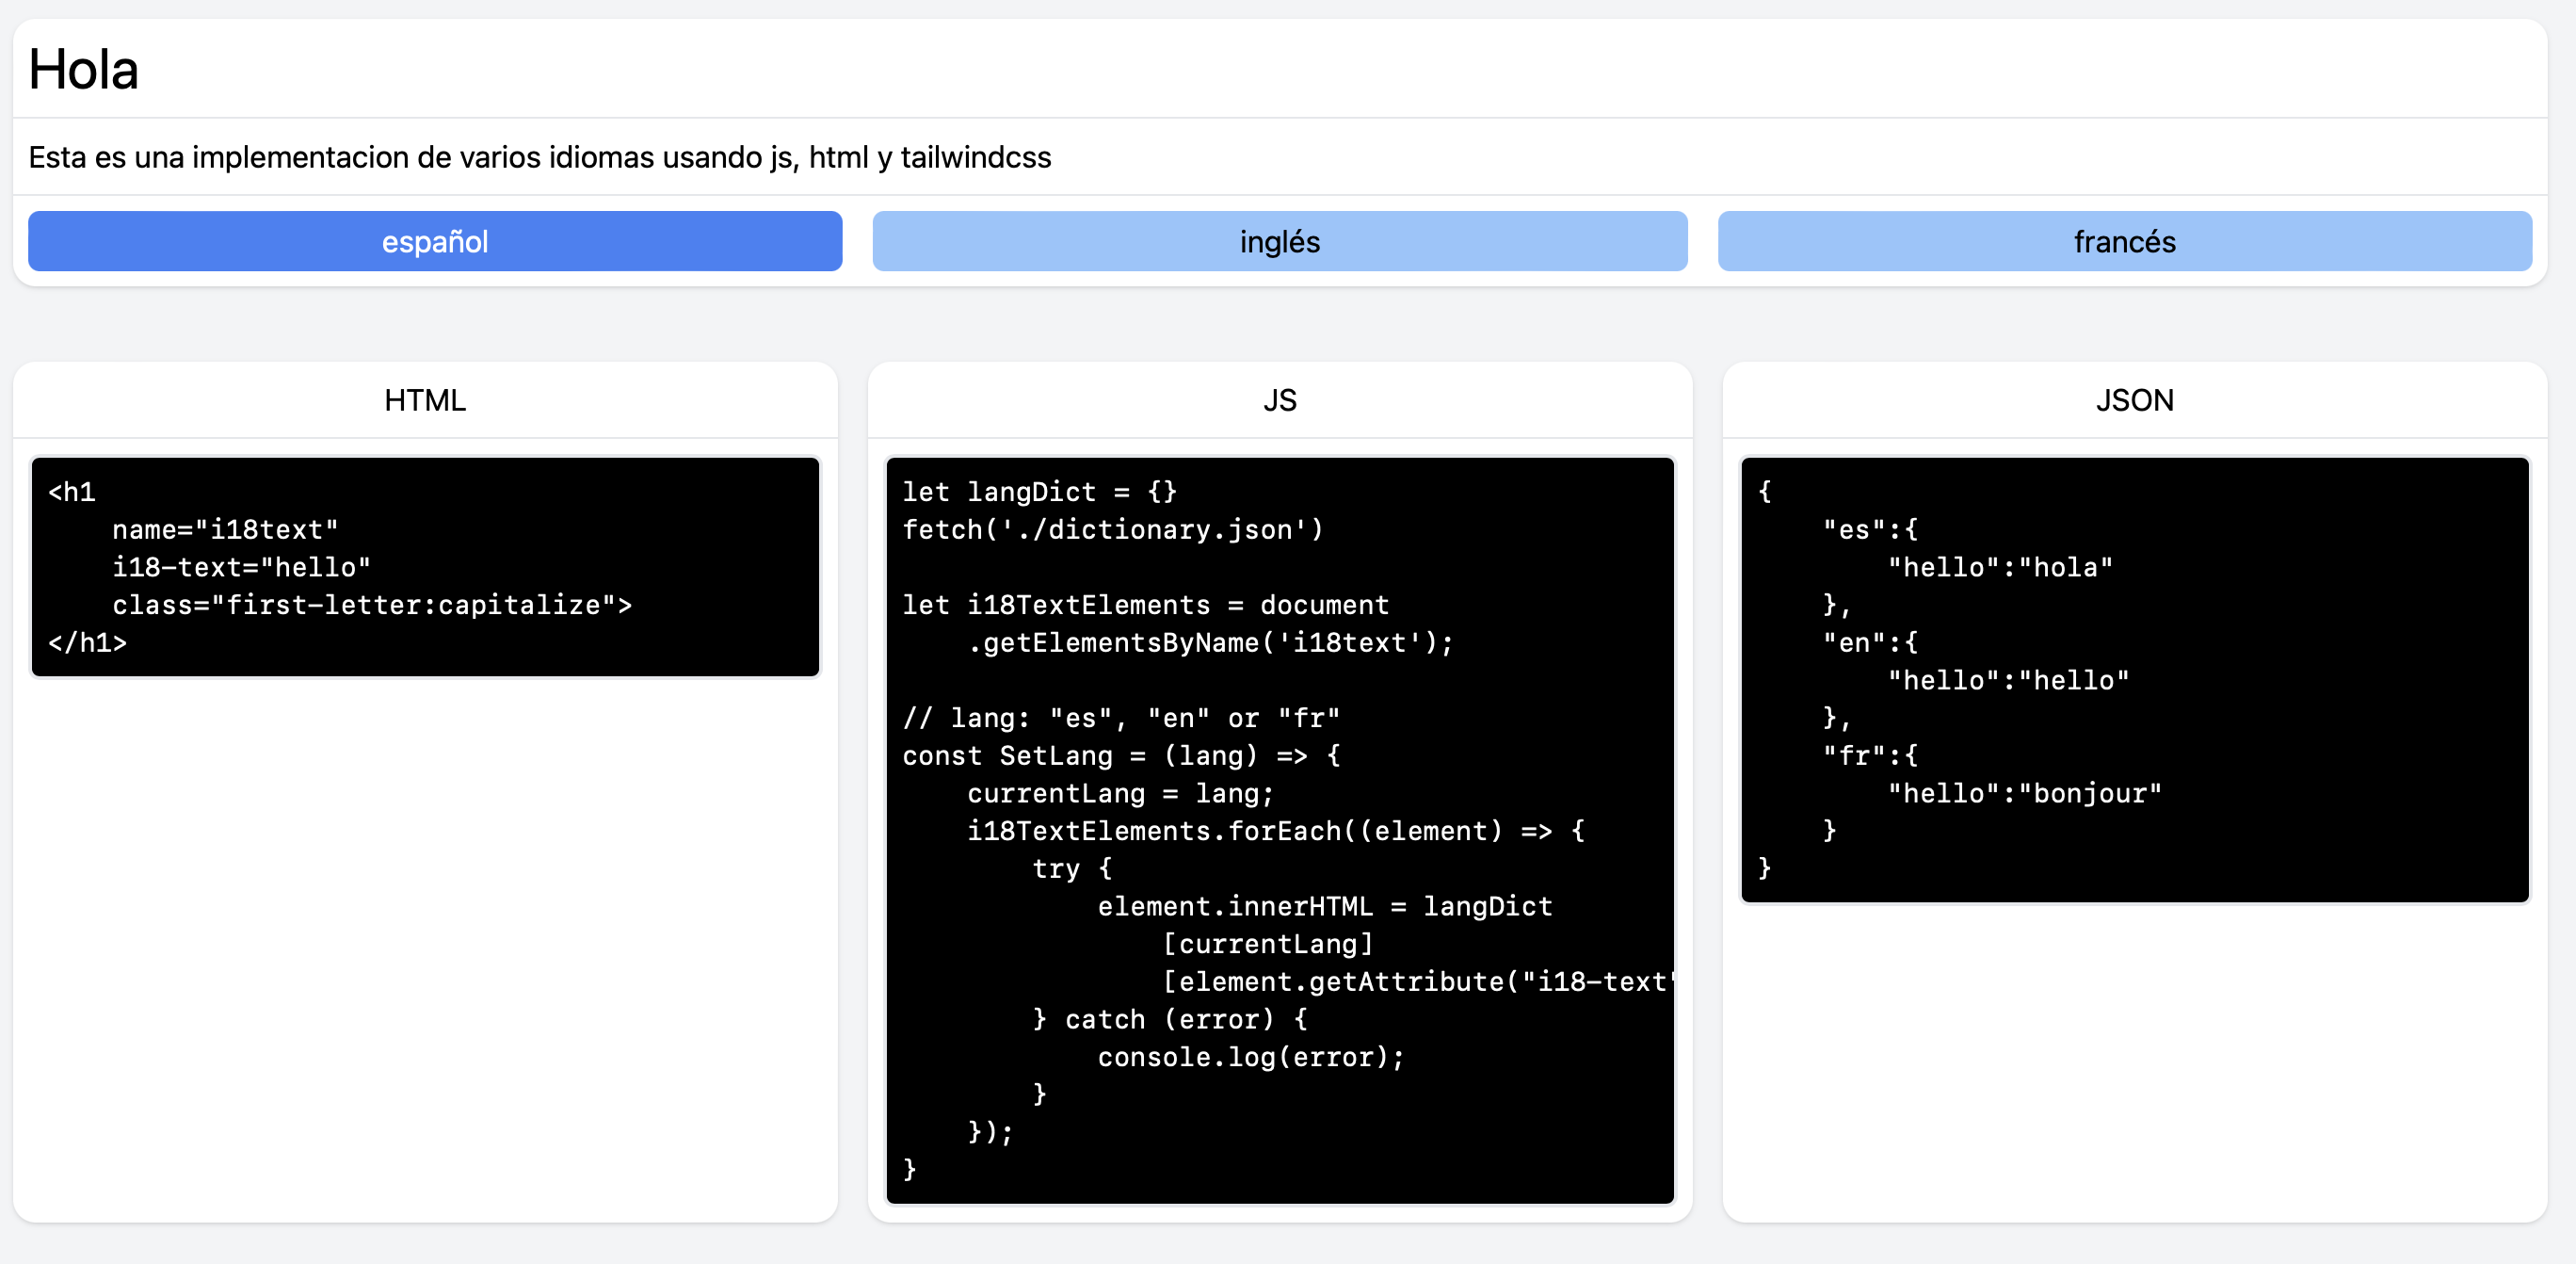 Hola
Esta es una implementacion de varios idiomas usando js, html y tailwindcss
español
inglés
francés
HTML
<h1
    name="i18text"
    i18-text="hello"
    class="first-letter:capitalize">
</h1>
JS
let langDict = {}
fetch('./dictionary.json')

let i18TextElements = document
    .getElementsByName('i18text');

// lang: "es", "en" or "fr"
const SetLang = (lang) => {
    currentLang = lang;
    i18TextElements.forEach((element) => {
        try {
            element.innerHTML = langDict
                [currentLang]
                [element.getAttribute("i18-text"
        } catch (error) {
            console.log(error);
        }
    });
}
JSON
{
    "es":{
        "hello":"hola"
    },
    "en":{
        "hello":"hello"
    },
    "fr":{
        "hello":"bonjour"
    }
}